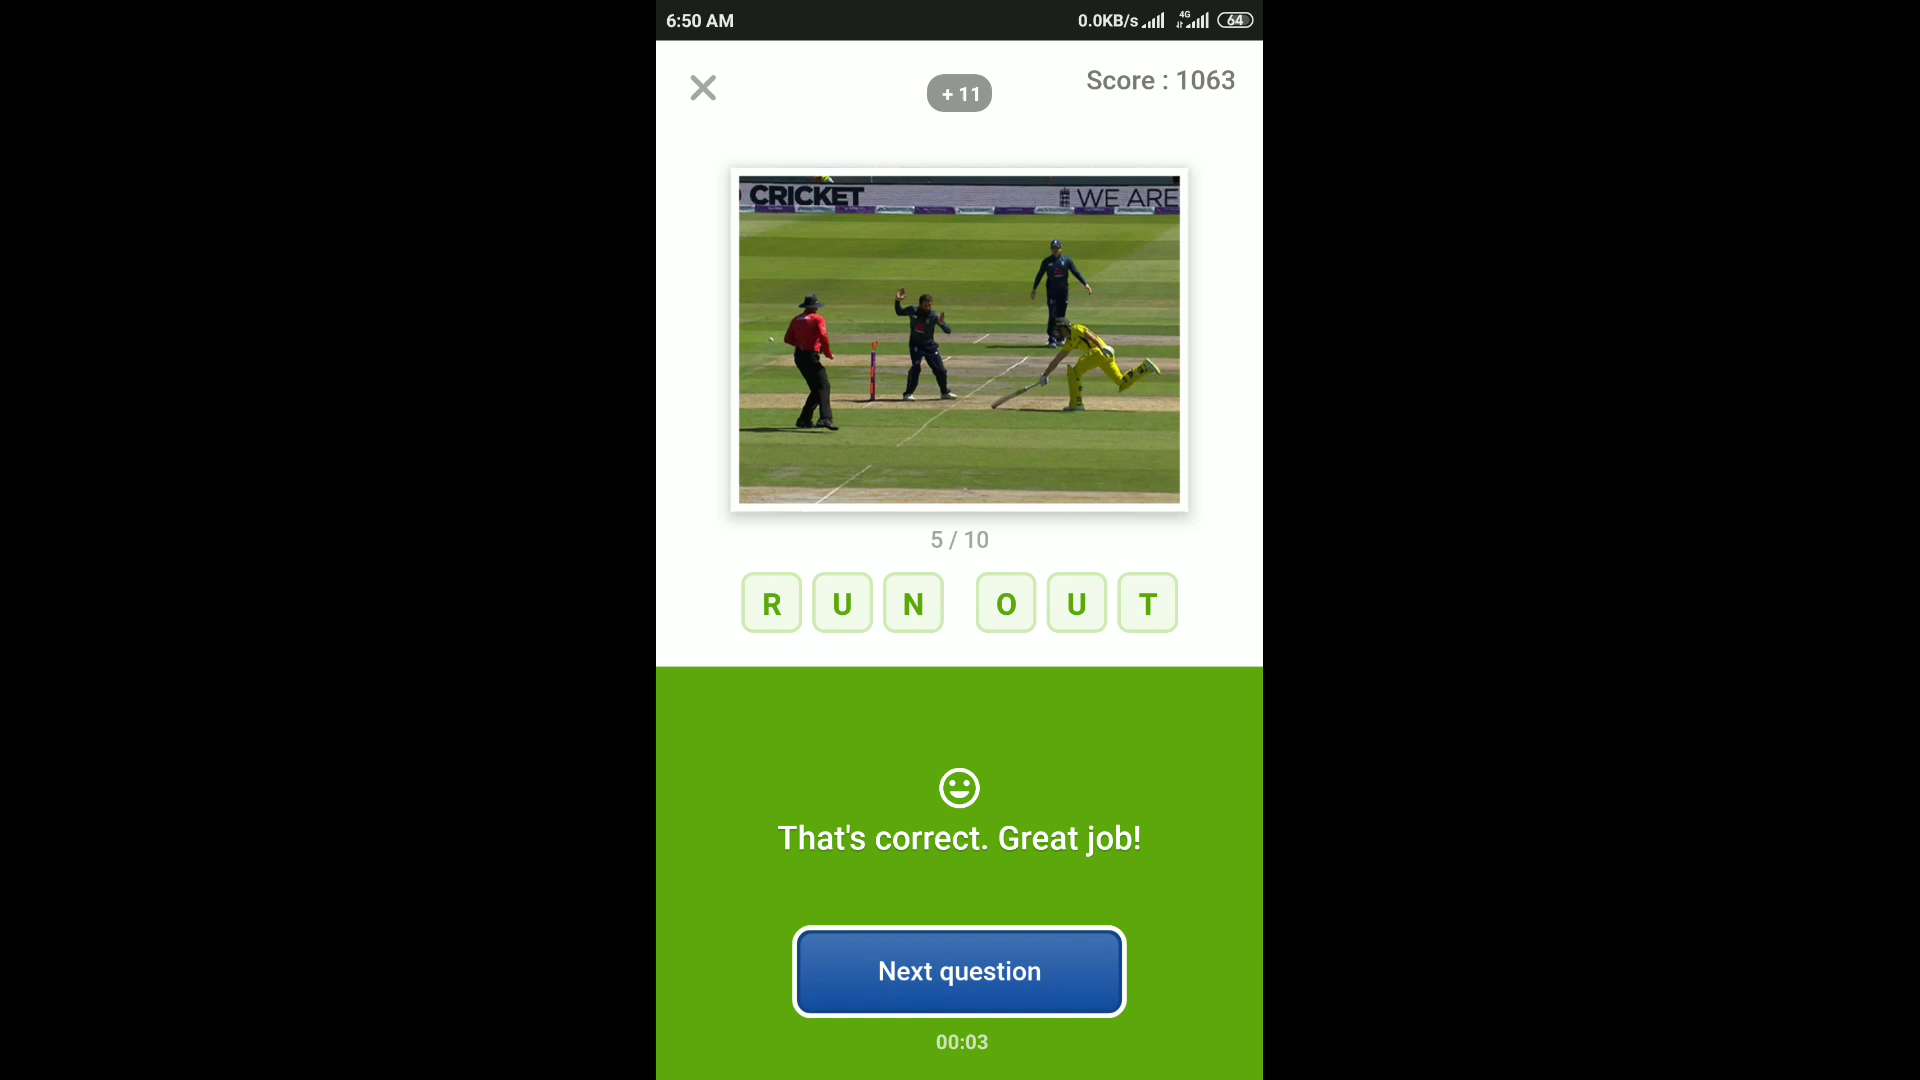 6:50 AM
0.0KB/s 4G 64
+ 11
Score : 1063
CRICKET
WE ARE
5 / 10
R U N O U T
That's correct. Great job!
Next question
00:03